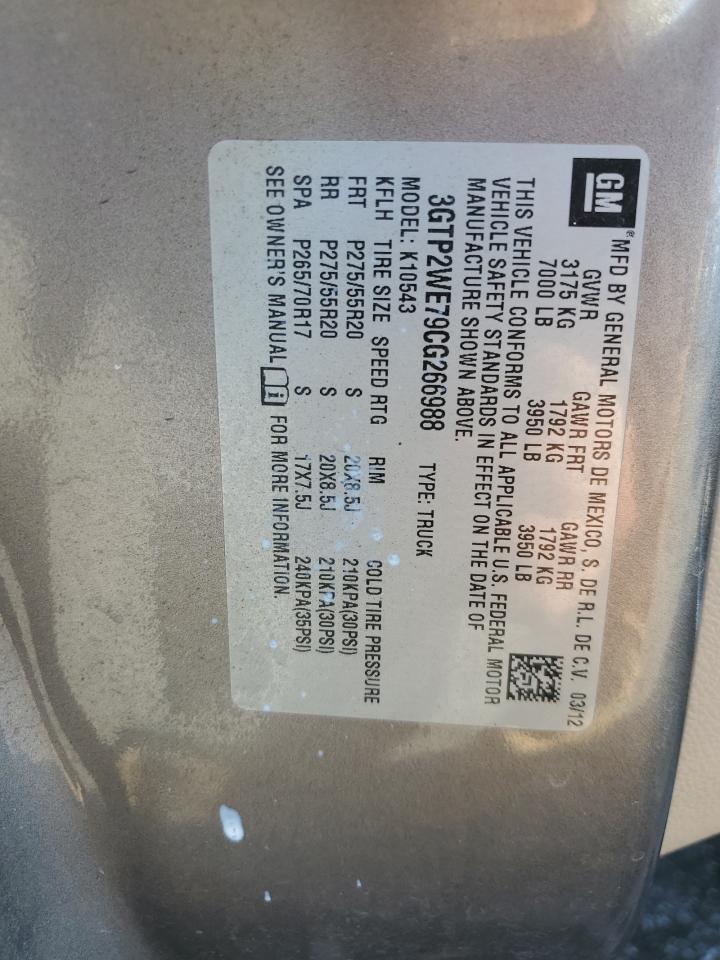 GM ® MFD BY GENERAL MOTORS DE MEXICO, S. DE R.L. DE C.V. 03/12
GVWR GAWR FRT GAWR RR
3175 KG 1792 KG 1792 KG
7000 LB 3950 LB 3950 LB
THIS VEHICLE CONFORMS TO ALL APPLICABLE U.S. FEDERAL MOTOR
VEHICLE SAFETY STANDARDS IN EFFECT ON THE DATE OF
MANUFACTURE SHOWN ABOVE.
3GTP2WE79CG266988 TYPE: TRUCK
MODEL: K10543
KFLH TIRE SIZE SPEED RTG RIM COLD TIRE PRESSURE
FRT P275/55R20 S 20X8.5J 210KPA(30PSI)
RR P275/55R20 S 20X8.5J 210KPA(30PSI)
SPA P265/70R17 S 17X7.5J 240KPA(35PSI)
SEE OWNER'S MANUAL i FOR MORE INFORMATION.